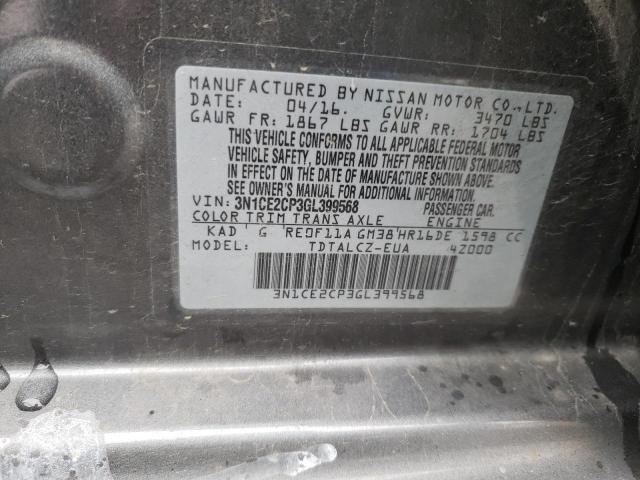 MANUFACTURED BY NISSAN MOTOR CO.,LTD.
DATE: 04/16. GVWR: 3470 LBS
GAWR FR: 1867 LBS GAWR RR: 1704 LBS
THIS VEHICLE CONFORMS TO ALL APPLICABLE FEDERAL MOTOR
VEHICLE SAFETY, BUMPER AND THEFT PREVENTION STANDARDS
IN EFFECT ON THE DATE OF MANUFACTURE SHOWN ABOVE.
SEE OWNER'S MANUAL FOR ADDITIONAL INFORMATION.
VIN: 3N1CE2CP3GL399568 PASSENGER CAR.
COLOR TRIM TRANS AXLE ENGINE
KAD G RE0F11A GM38 HR16DE 1598 CC
TDTALCZ-EUA 4Z000
3N1CE2CP3GL399568